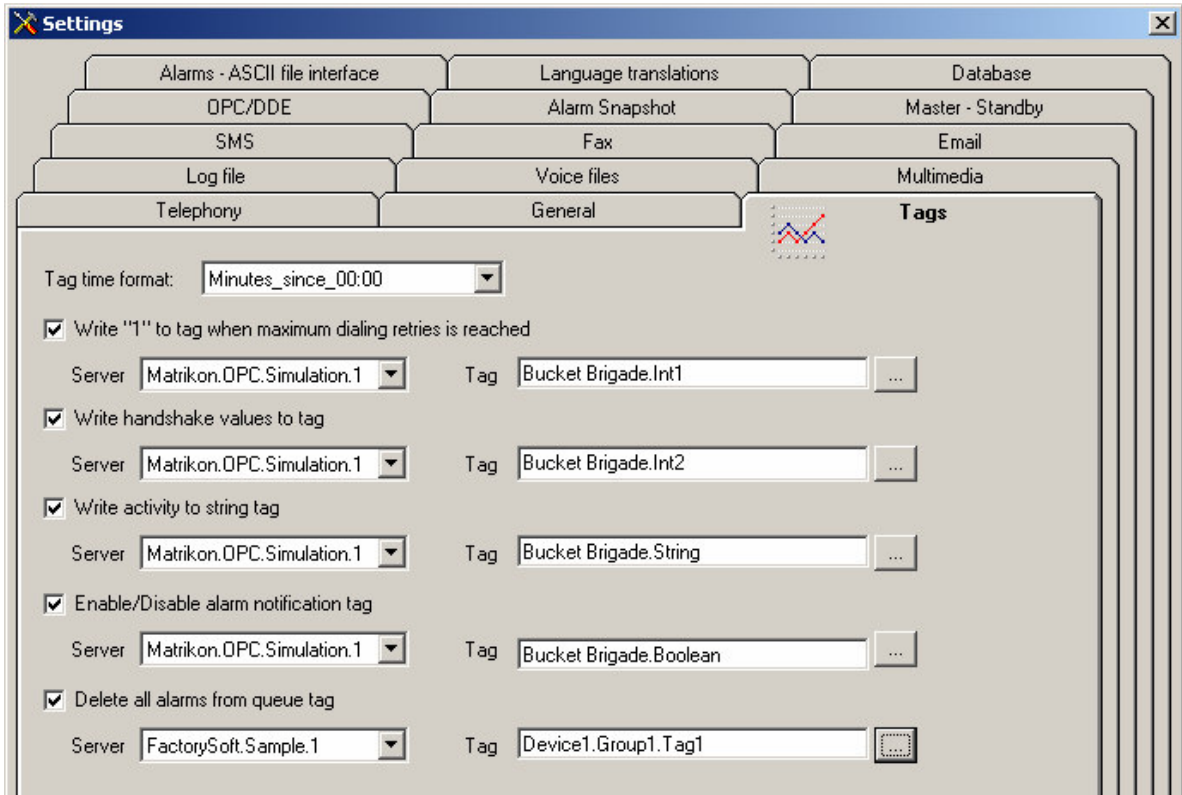 Settings
Alarms - ASCII file interface Language translations Database
OPC/DDE Alarm Snapshot Master - Standby
SMS Fax Email
Log file Voice files Multimedia
Telephony General Tags
Tag time format: Minutes_since_00:00
Write "1" to tag when maximum dialing retries is reached
Server Matrikon.OPC.Simulation.1 Tag Bucket Brigade.Int1 ...
Write handshake values to tag
Server Matrikon.OPC.Simulation.1 Tag Bucket Brigade.Int2 ...
Write activity to string tag
Server Matrikon.OPC.Simulation.1 Tag Bucket Brigade.String ...
Enable/Disable alarm notification tag
Server Matrikon.OPC.Simulation.1 Tag Bucket Brigade.Boolean ...
Delete all alarms from queue tag
Server FactorySoft.Sample.1 Tag Device1.Group1.Tag1 ...